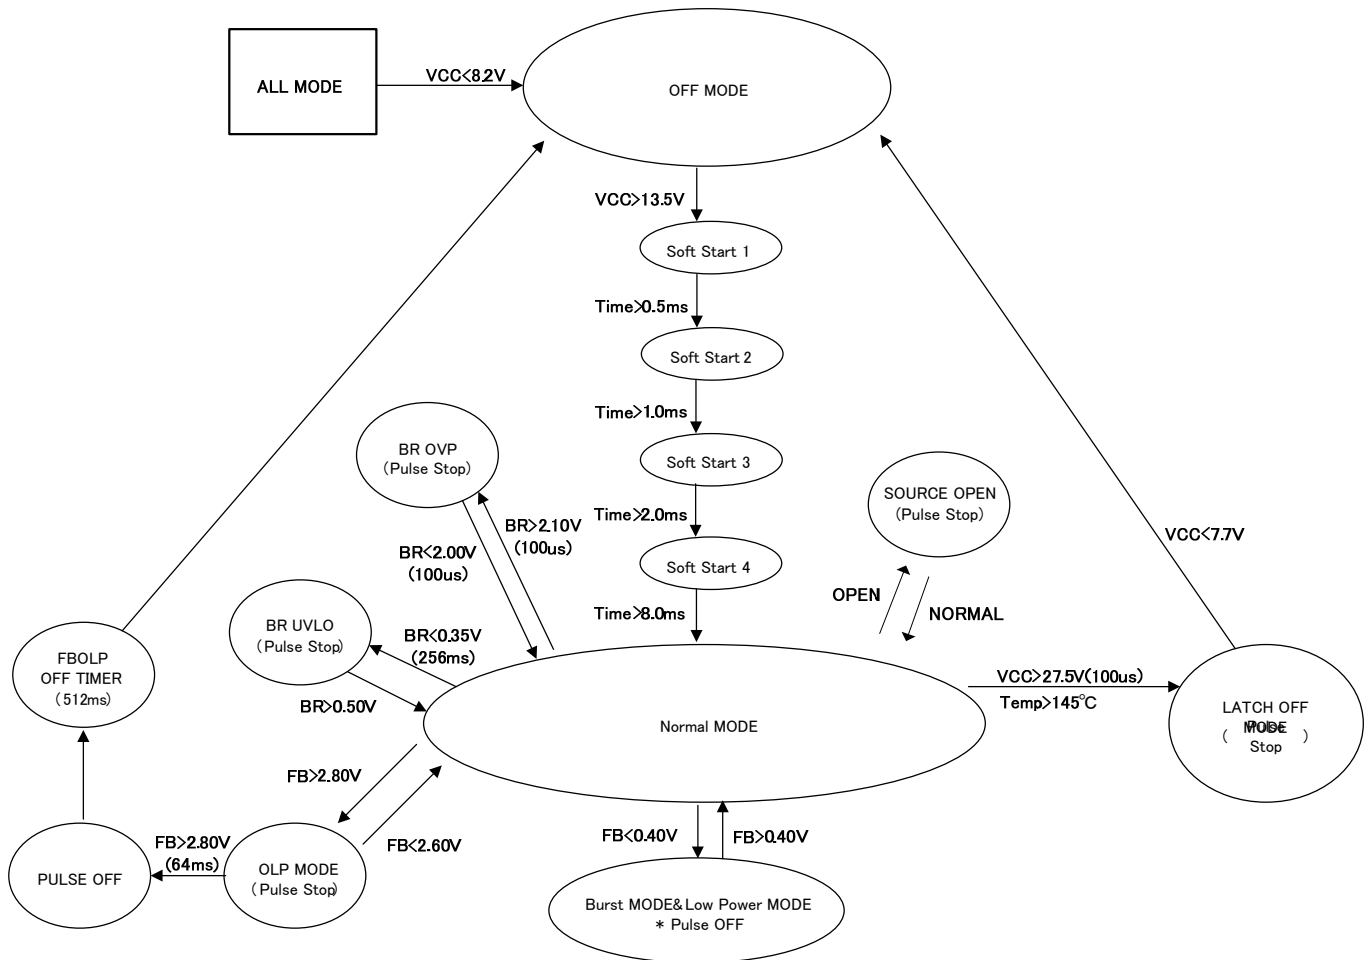 ALL MODE
VCC<8.2V
OFF MODE
VCC>13.5V
Soft Start 1
Time>0.5ms
Soft Start 2
Time>1.0ms
Soft Start 3
Time>2.0ms
Soft Start 4
Time>8.0ms
BR OVP
(Pulse Stop)
BR>2.10V
(100us)
BR<2.00V
(100us)
SOURCE OPEN
(Pulse Stop)
OPEN
NORMAL
VCC<7.7V
BR UVLO
(Pulse Stop)
BR<0.35V
(256ms)
BR>0.50V
FBOLP
OFF TIMER
(512ms)
Normal MODE
VCC>27.5V(100us)
Temp>145℃
LATCH OFF
MODE
( Pulse )
Stop
FB>2.80V
FB<2.60V
FB>2.80V
(64ms)
PULSE OFF
OLP MODE
(Pulse Stop)
FB<0.40V
FB>0.40V
Burst MODE&Low Power MODE
* Pulse OFF